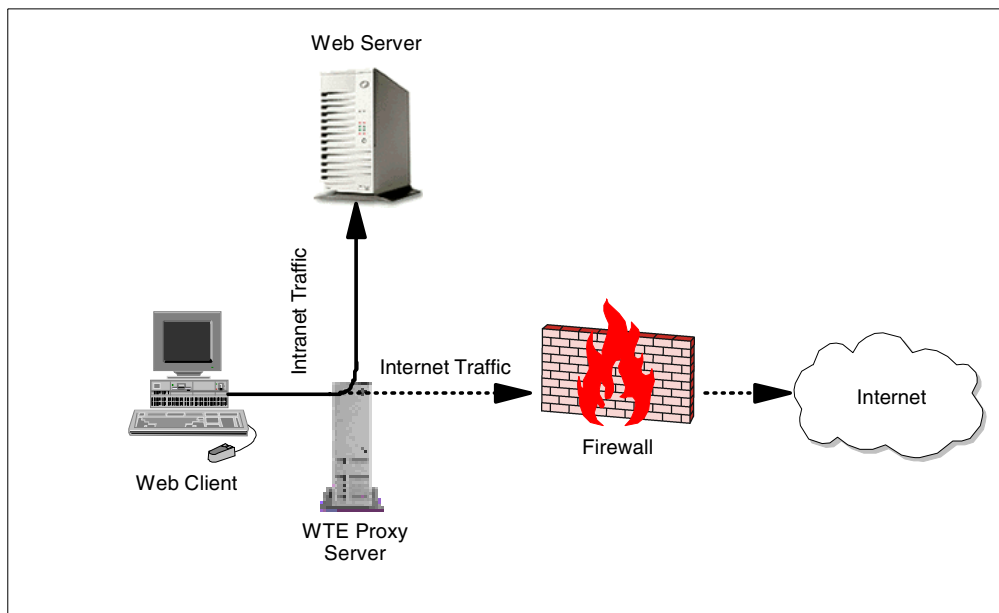 Web Server
Intranet Traffic
Internet Traffic
Internet
Firewall
Web Client
WTE Proxy
Server